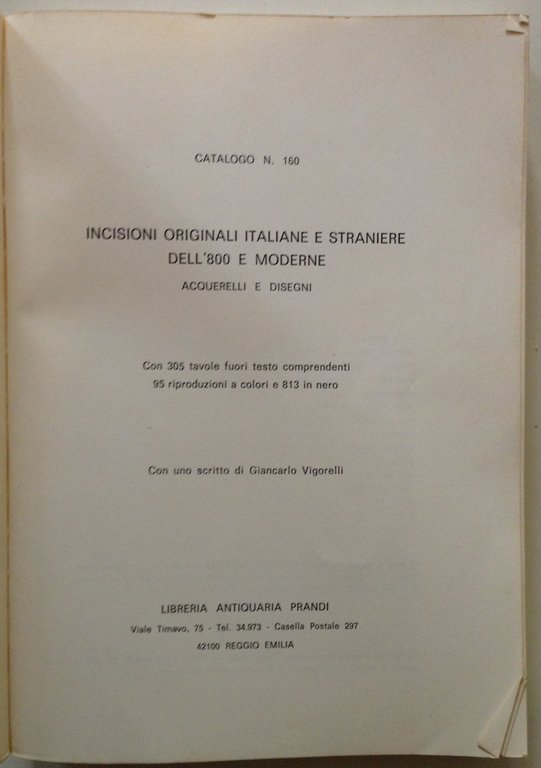 CATALOGO N. 160
INCISIONI ORIGINALI ITALIANE E STRANIERE
DELL'800 E MODERNE
ACQUERELLI E DISEGNI
Con 305 tavole fuori testo comprendenti
95 riproduzioni a colori e 813 in nero
Con uno scritto di Giancarlo Vigorelli
LIBRERIA ANTIQUARIA PRANDI
Viale Timavo, 75 - Tel. 34.973 - Casella Postale 297
42100 REGGIO EMILIA